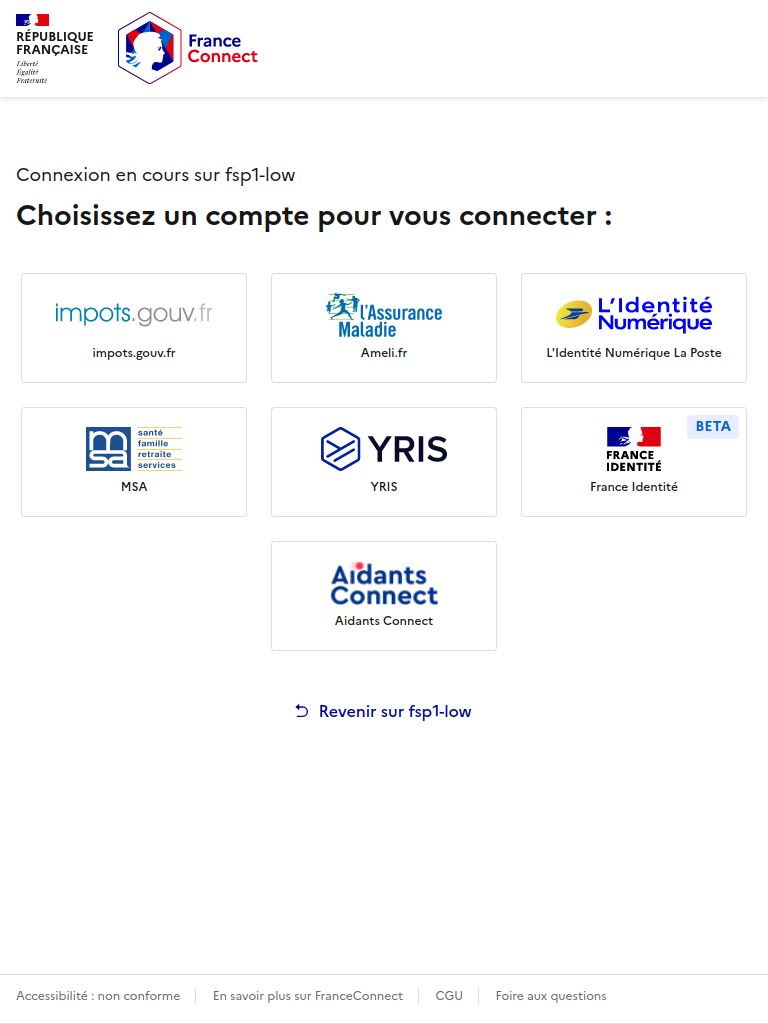 RÉPUBLIQUE
FRANÇAISE
Liberté
Égalité
Fraternité
France
Connect
Connexion en cours sur fsp1-low
Choisissez un compte pour vous connecter :
impots.gouv.fr
impots.gouv.fr
l'Assurance
Maladie
Ameli.fr
L'Identité
Numérique
L'Identité Numérique La Poste
msa
santé
famille
retraite
services
MSA
YRIS
YRIS
BETA
FRANCE
IDENTITÉ
France Identité
Aidants
Connect
Aidants Connect
Revenir sur fsp1-low
Accessibilité : non conforme
En savoir plus sur FranceConnect
CGU
Foire aux questions